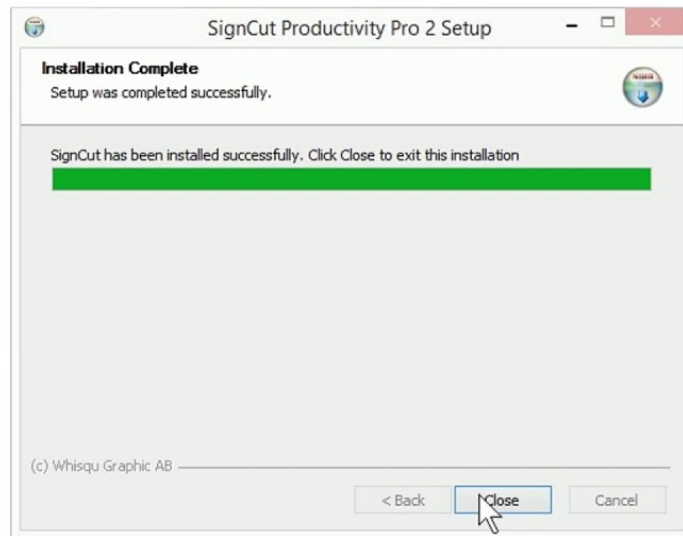 SignCut Productivity Pro 2 Setup
Installation Complete
Setup was completed successfully.
SignCut has been installed successfully. Click Close to exit this installation
(c) Whisqu Graphic AB
< Back Close Cancel